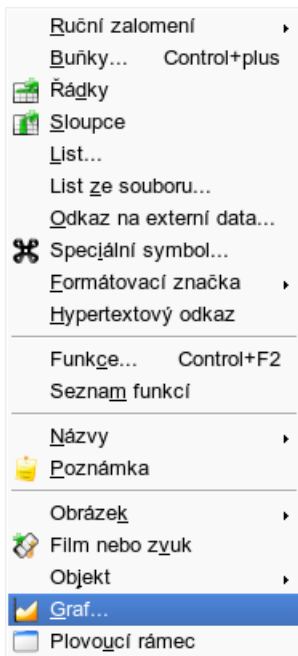 Ruční zalomení
Buňky... Control+plus
Řádky
Sloupce
List...
List ze souboru...
Odkaz na externí data...
Speciální symbol...
Formátovací značka
Hypertextový odkaz
Funkce... Control+F2
Seznam funkcí
Názvy
Poznámka
Obrázek
Film nebo zvuk
Objekt
Graf...
Plovoucí rámec